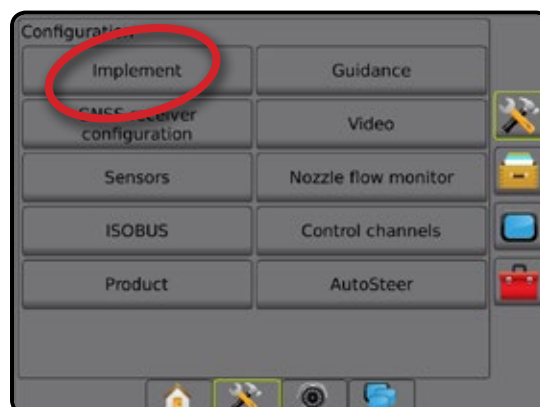 Configuration
Implement
Guidance
GNSS receiver
configuration
Video
Sensors
Nozzle flow monitor
ISOBUS
Control channels
Product
AutoSteer